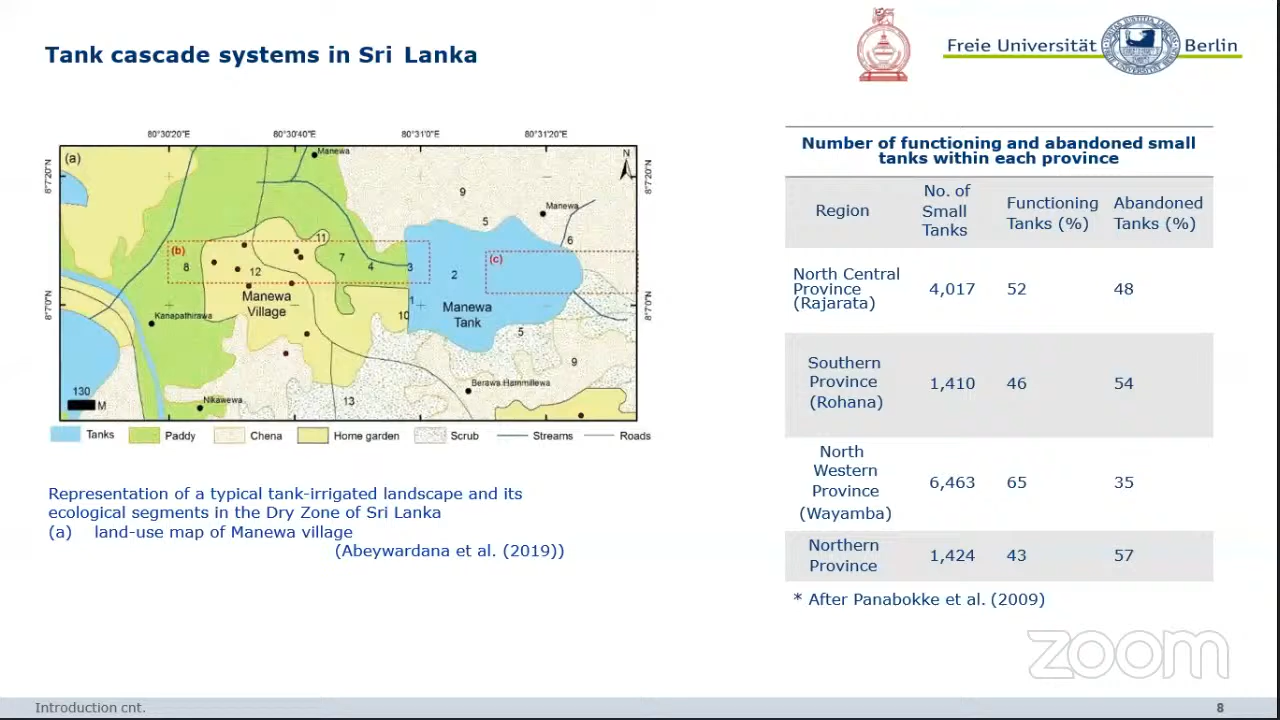 Tank cascade systems in Sri Lanka
Freie Universität Berlin
80°30'20"E 80°30'40"E 80°31'0"E 80°31'20"E
(a)
Manewa
N
8°7'20"N
8°7'20"N
9
Manewa
5
11
6
(b)
(c)
7
8
4
3
12
2
Manewa
Village
1
Manewa
Tank
8°7'0"N
8°7'0"N
10
Kanapathirawa
5
9
Berawa Hammillewa
130
M
13
Nikawewa
Tanks Paddy Chena Home garden Scrub Streams Roads
Representation of a typical tank-irrigated landscape and its
ecological segments in the Dry Zone of Sri Lanka
(a) land-use map of Manewa village
(Abeywardana et al. (2019))
Number of functioning and abandoned small
tanks within each province
Region No. of Small Tanks Functioning Tanks (%) Abandoned Tanks (%)
North Central
Province
(Rajarata) 4,017 52 48
Southern
Province
(Rohana) 1,410 46 54
North
Western
Province
(Wayamba) 6,463 65 35
Northern
Province 1,424 43 57
* After Panabokke et al. (2009)
zoom
Introduction cnt.
8